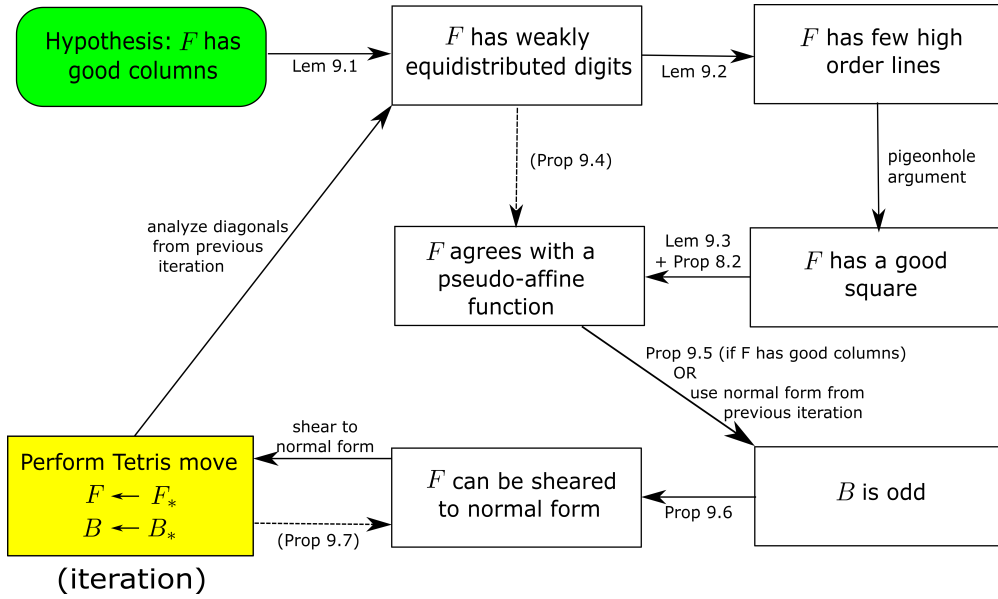 Hypothesis: F has
good columns
Lem 9.1
F has weakly
equidistributed digits
Lem 9.2
F has few high
order lines
(Prop 9.4)
pigeonhole
argument
analyze diagonals
from previous
iteration
F agrees with a
pseudo-affine
function
Lem 9.3
+ Prop 8.2
F has a good
square
Prop 9.5 (if F has good columns)
OR
use normal form from
previous iteration
shear to
normal form
Perform Tetris move
F ← F*
B ← B*
(Prop 9.7)
F can be sheared
to normal form
Prop 9.6
B is odd
(iteration)